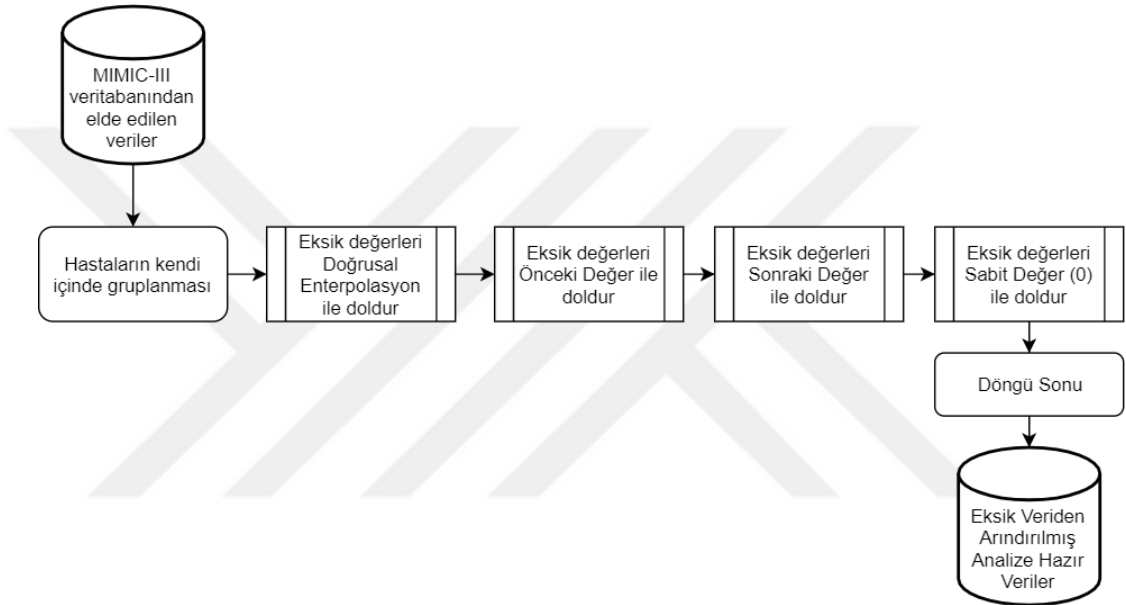 MIMIC-III
veritabanından
elde edilen
veriler
Hastaların kendi
içinde gruplanması
Eksik değerleri
Doğrusal
Enterpolasyon
ile doldur
Eksik değerleri
Önceki Değer ile
doldur
Eksik değerleri
Sonraki Değer
ile doldur
Eksik değerleri
Sabit Değer (0)
ile doldur
Döngü Sonu
Eksik Veriden
Arındırılmış
Analize Hazır
Veriler